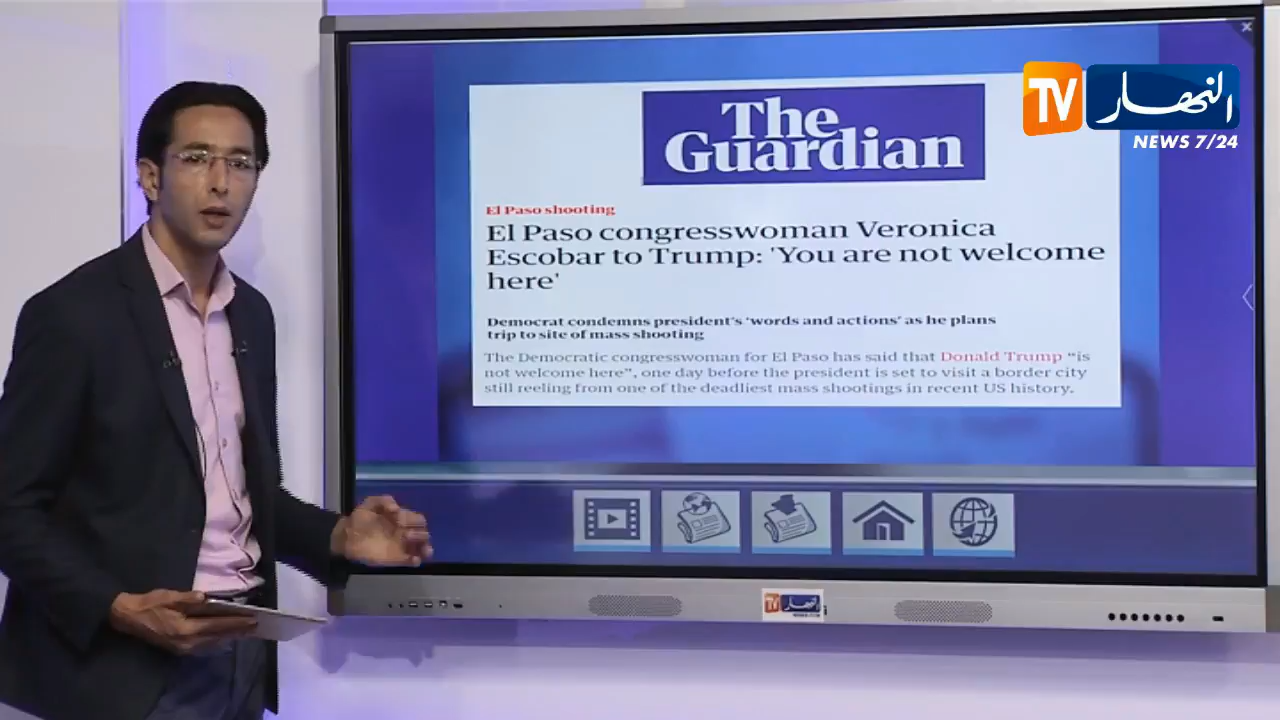 TV النهار
NEWS 7/24
The
Guardian
El Paso shooting
El Paso congresswoman Veronica
Escobar to Trump: 'You are not welcome
here'
Democrat condemns president's 'words and actions' as he plans
trip to site of mass shooting
The Democratic congresswoman for El Paso has said that Donald Trump “is
not welcome here”, one day before the president is set to visit a border city
still reeling from one of the deadliest mass shootings in recent US history.
TV النهار